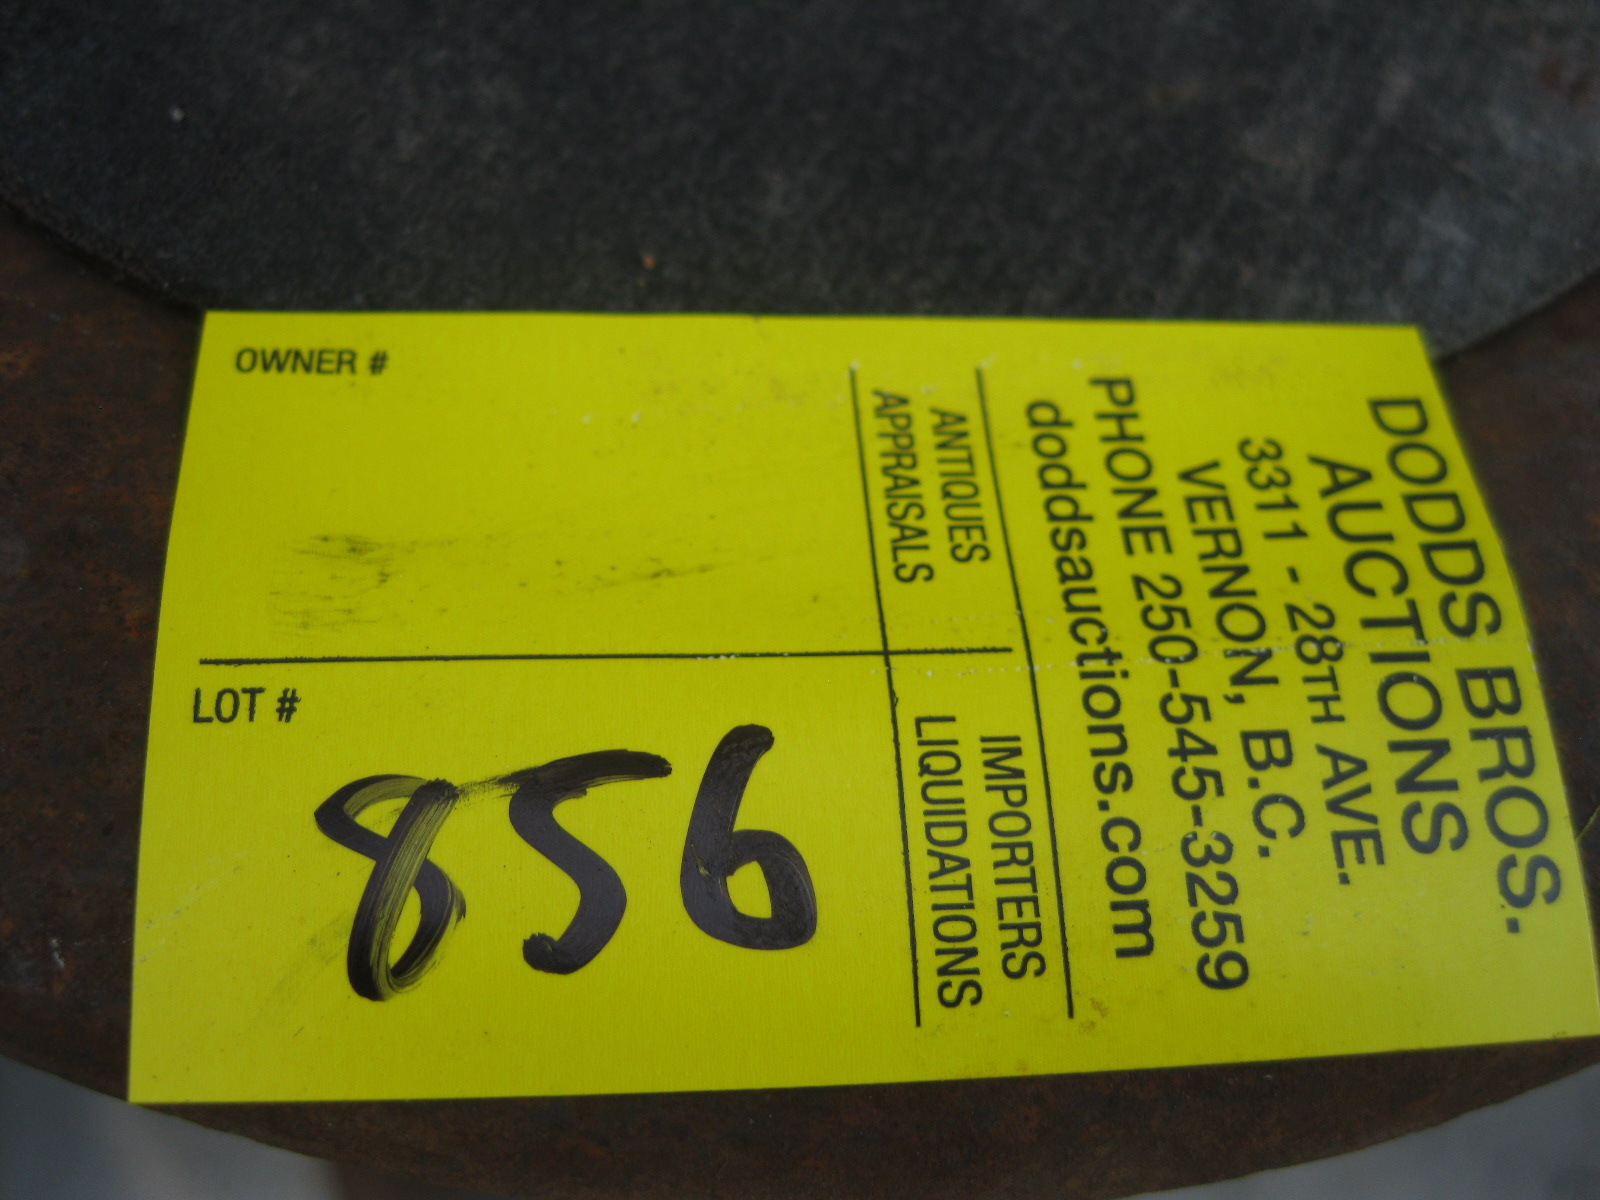 DODDS BROS.
AUCTIONS
3311 - 28TH AVE.
VERNON, B.C.
PHONE 250-545-3259
doddsauctions.com
ANTIQUES
APPRAISALS
IMPORTERS
LIQUIDATIONS
OWNER #
LOT #
856